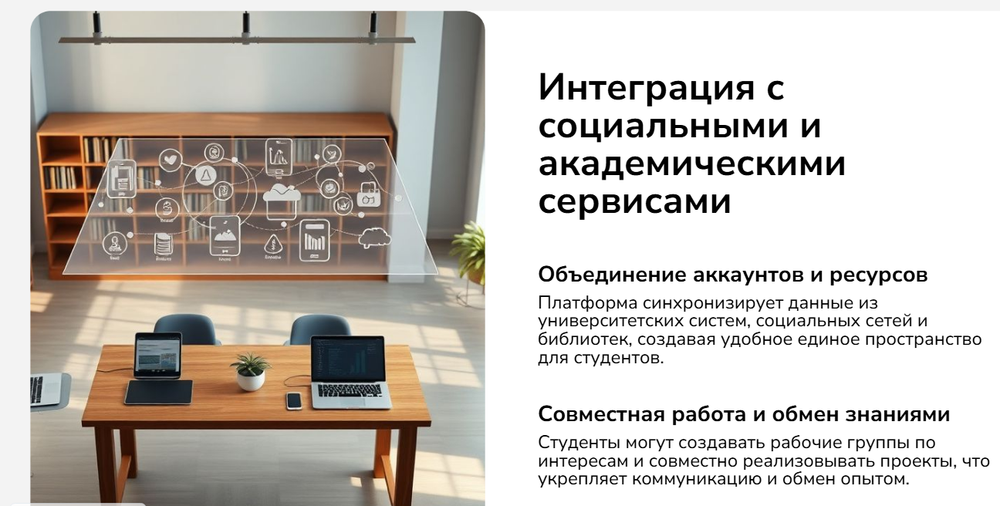 Интеграция с
социальными и
академическими
сервисами
Объединение аккаунтов и ресурсов
Платформа синхронизирует данные из
университетских систем, социальных сетей и
библиотек, создавая удобное единое пространство
для студентов.
Совместная работа и обмен знаниями
Студенты могут создавать рабочие группы по
интересам и совместно реализовывать проекты, что
укрепляет коммуникацию и обмен опытом.